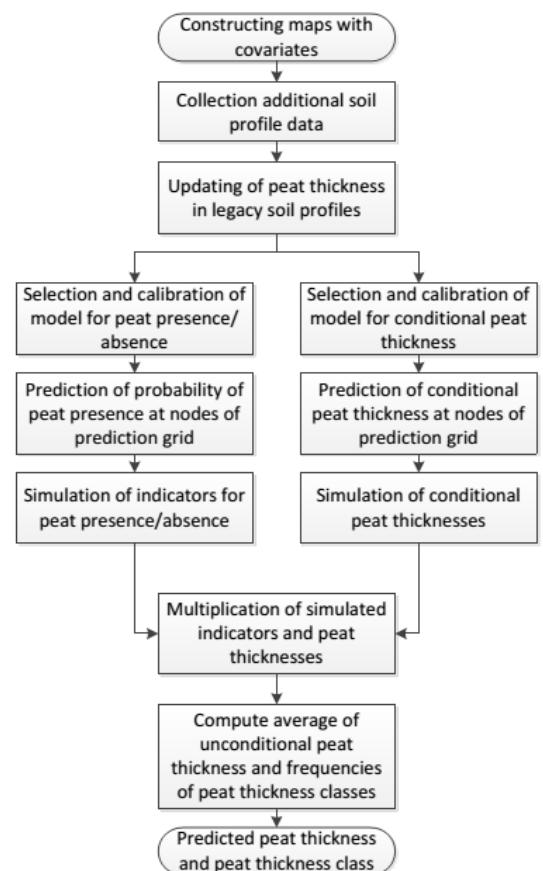 Constructing maps with
covariates
Collection additional soil
profile data
Updating of peat thickness
in legacy soil profiles
Selection and calibration of
model for peat presence/
absence
Prediction of probability of
peat presence at nodes of
prediction grid
Simulation of indicators for
peat presence/absence
Selection and calibration of
model for conditional peat
thickness
Prediction of conditional
peat thickness at nodes of
prediction grid
Simulation of conditional
peat thicknesses
Multiplication of simulated
indicators and peat
thicknesses
Compute average of
unconditional peat
thickness and frequencies
of peat thickness classes
Predicted peat thickness
and peat thickness class